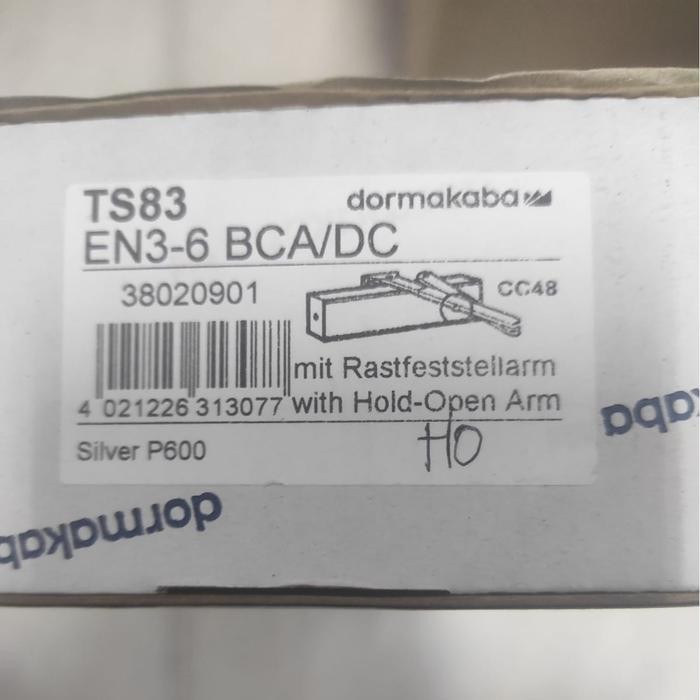 TS83
dormakaba
EN3-6 BCA/DC
38020901
CC48
mit Rastfeststellarm
4 021226 313077
with Hold-Open Arm
Silver P600
HO
dormakaba
kaba